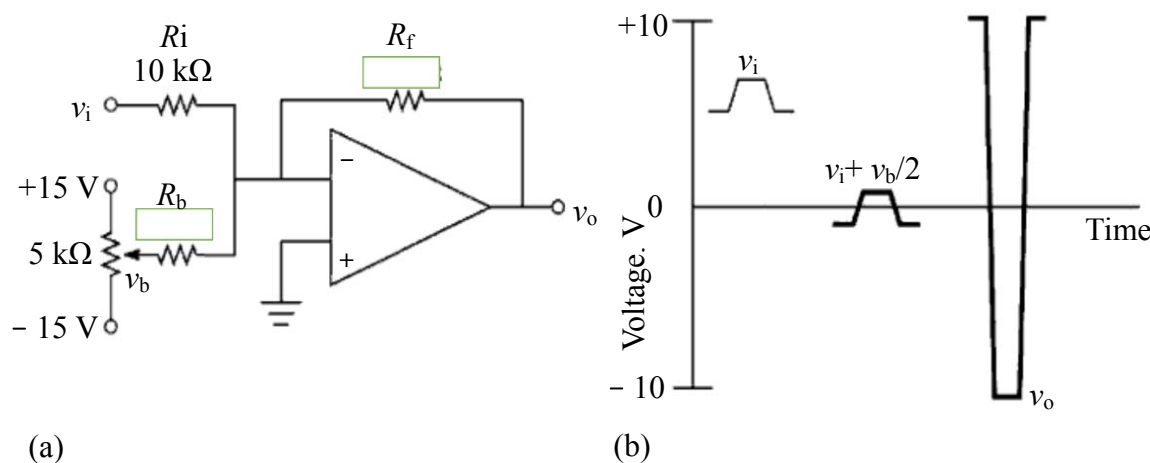 Ri
10 kΩ
Rf
vi
+15 V
Rb
5 kΩ
vb
– 15 V
–
+
vo
(a)
+10
vi
vi+ vb/2
0
Time
Voltage. V
– 10
vo
(b)